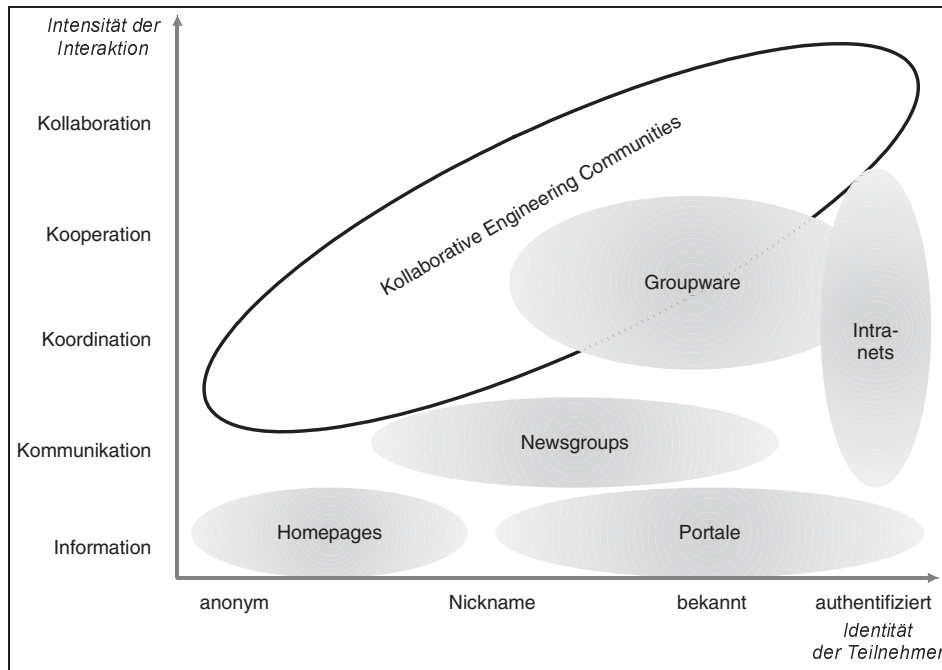 Intensität der
Interaktion
Kollaboration
Kollaborative Engineering Communities
Kooperation
Groupware
Koordination
Intra-
nets
Kommunikation
Newsgroups
Information
Homepages
Portale
anonym
Nickname
bekannt
authentifiziert
Identität
der Teilnehmer